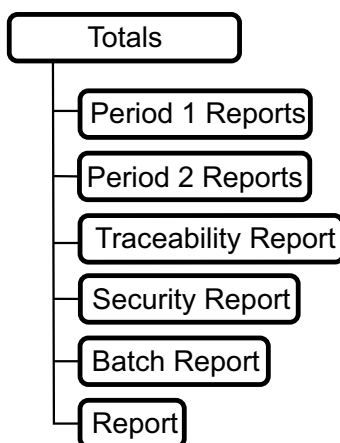 Totals
Period 1 Reports
Period 2 Reports
Traceability Report
Security Report
Batch Report
Report